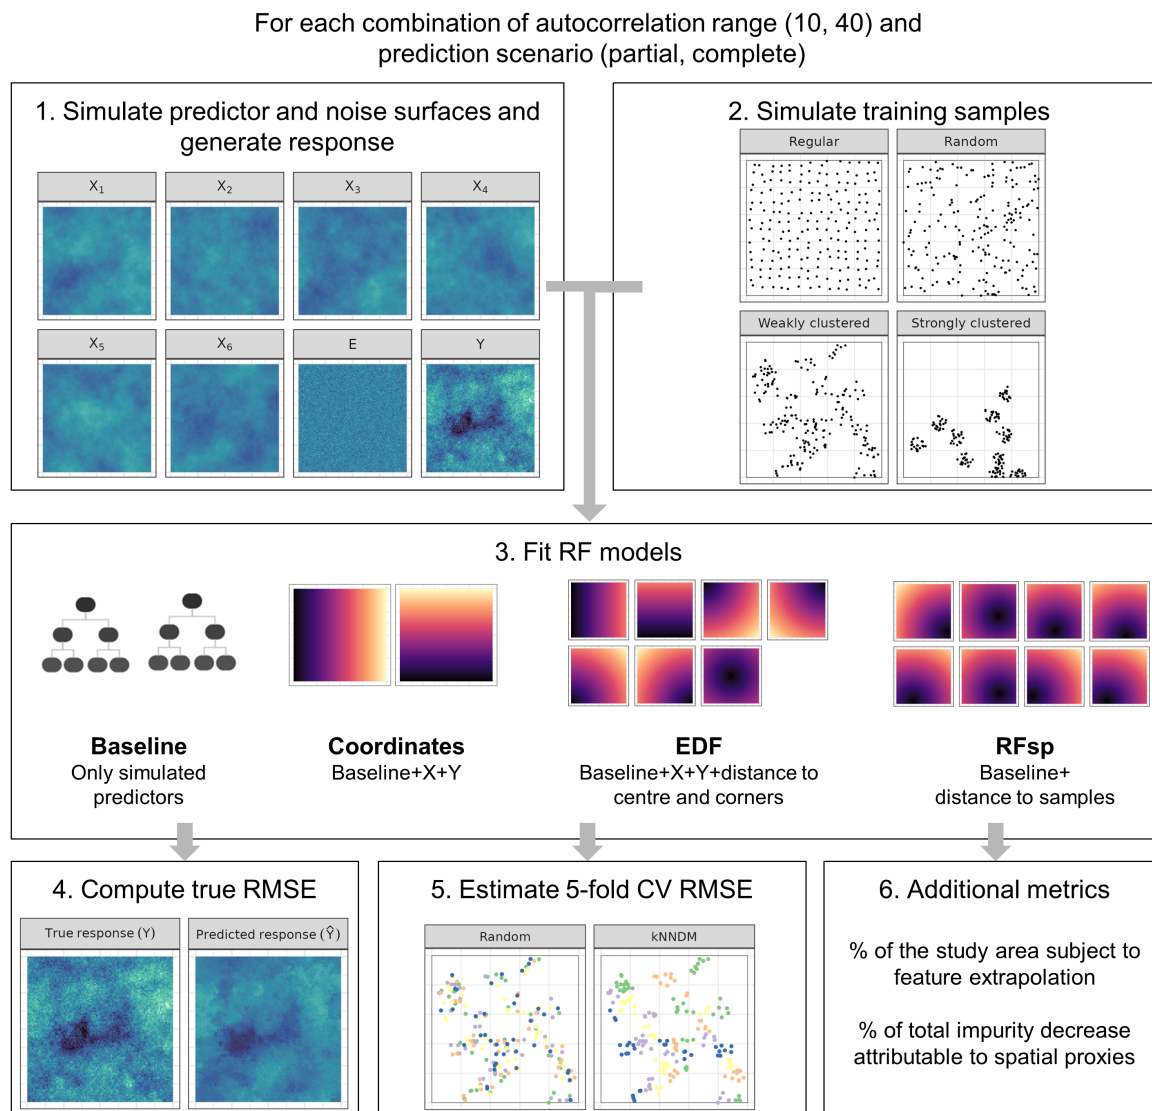 For each combination of autocorrelation range (10, 40) and
prediction scenario (partial, complete)
1. Simulate predictor and noise surfaces and
generate response
X₁
X₂
X₃
X₄
X₅
X₆
E
Y
2. Simulate training samples
Regular
Random
Weakly clustered
Strongly clustered
3. Fit RF models
Baseline
Only simulated
predictors
Coordinates
Baseline+X+Y
EDF
Baseline+X+Y+distance to
centre and corners
RFsp
Baseline+
distance to samples
4. Compute true RMSE
True response (Y)
Predicted response (Ŷ)
5. Estimate 5-fold CV RMSE
Random
kNNDM
6. Additional metrics
% of the study area subject to
feature extrapolation
% of total impurity decrease
attributable to spatial proxies